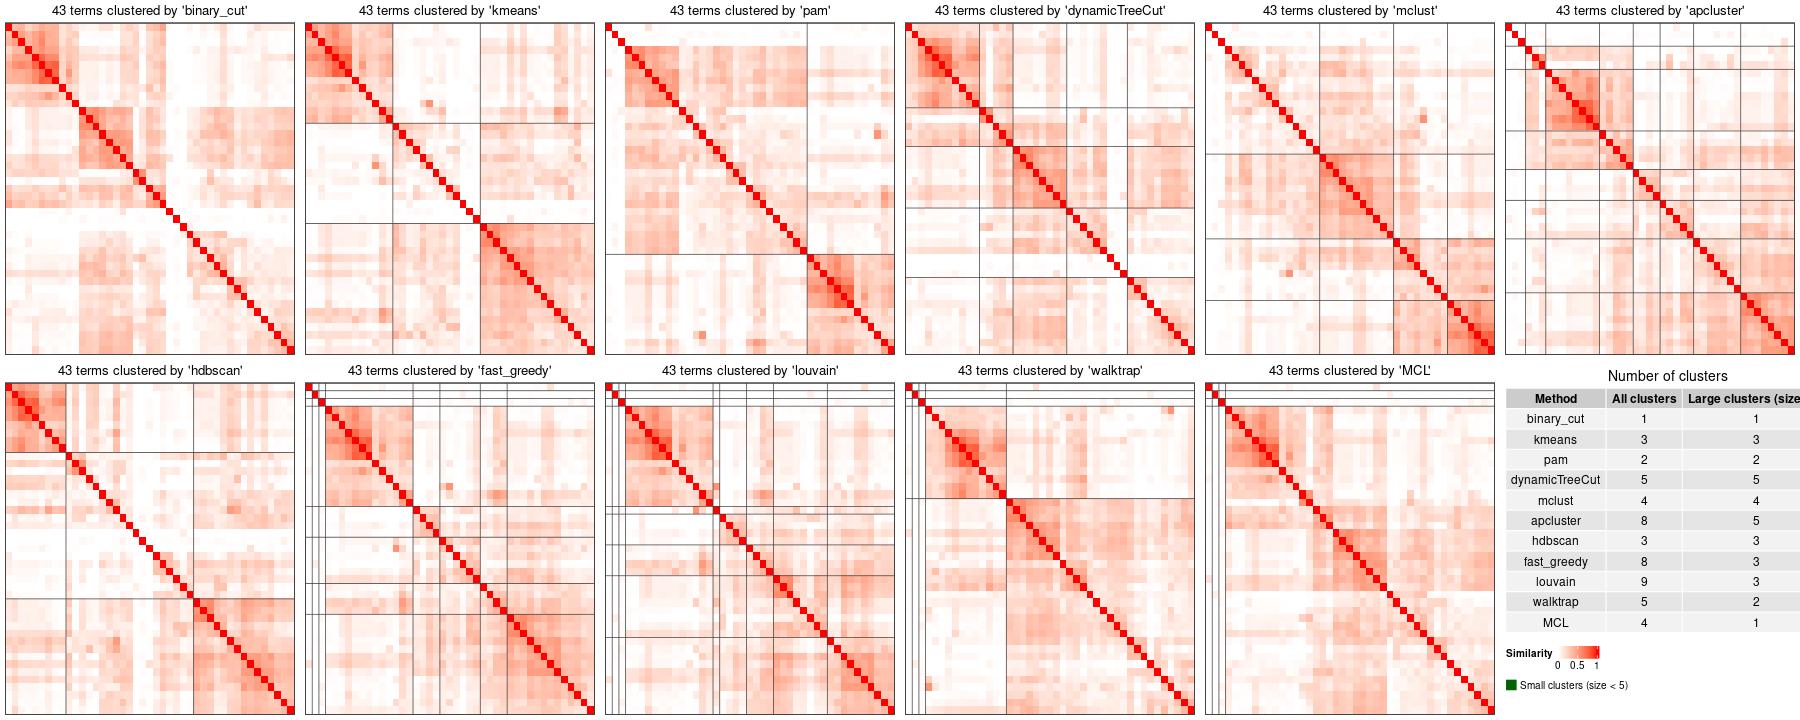 43 terms clustered by 'binary_cut'
43 terms clustered by 'kmeans'
43 terms clustered by 'pam'
43 terms clustered by 'dynamicTreeCut'
43 terms clustered by 'mclust'
43 terms clustered by 'apcluster'
43 terms clustered by 'hdbscan'
43 terms clustered by 'fast_greedy'
43 terms clustered by 'louvain'
43 terms clustered by 'walktrap'
43 terms clustered by 'MCL'
Number of clusters
Method All clusters Large clusters (size
binary_cut 1 1
kmeans 3 3
pam 2 2
dynamicTreeCut 5 5
mclust 4 4
apcluster 8 5
hdbscan 3 3
fast_greedy 8 3
louvain 9 3
walktrap 5 2
MCL 4 1
Similarity
0 0.5 1
Small clusters (size < 5)